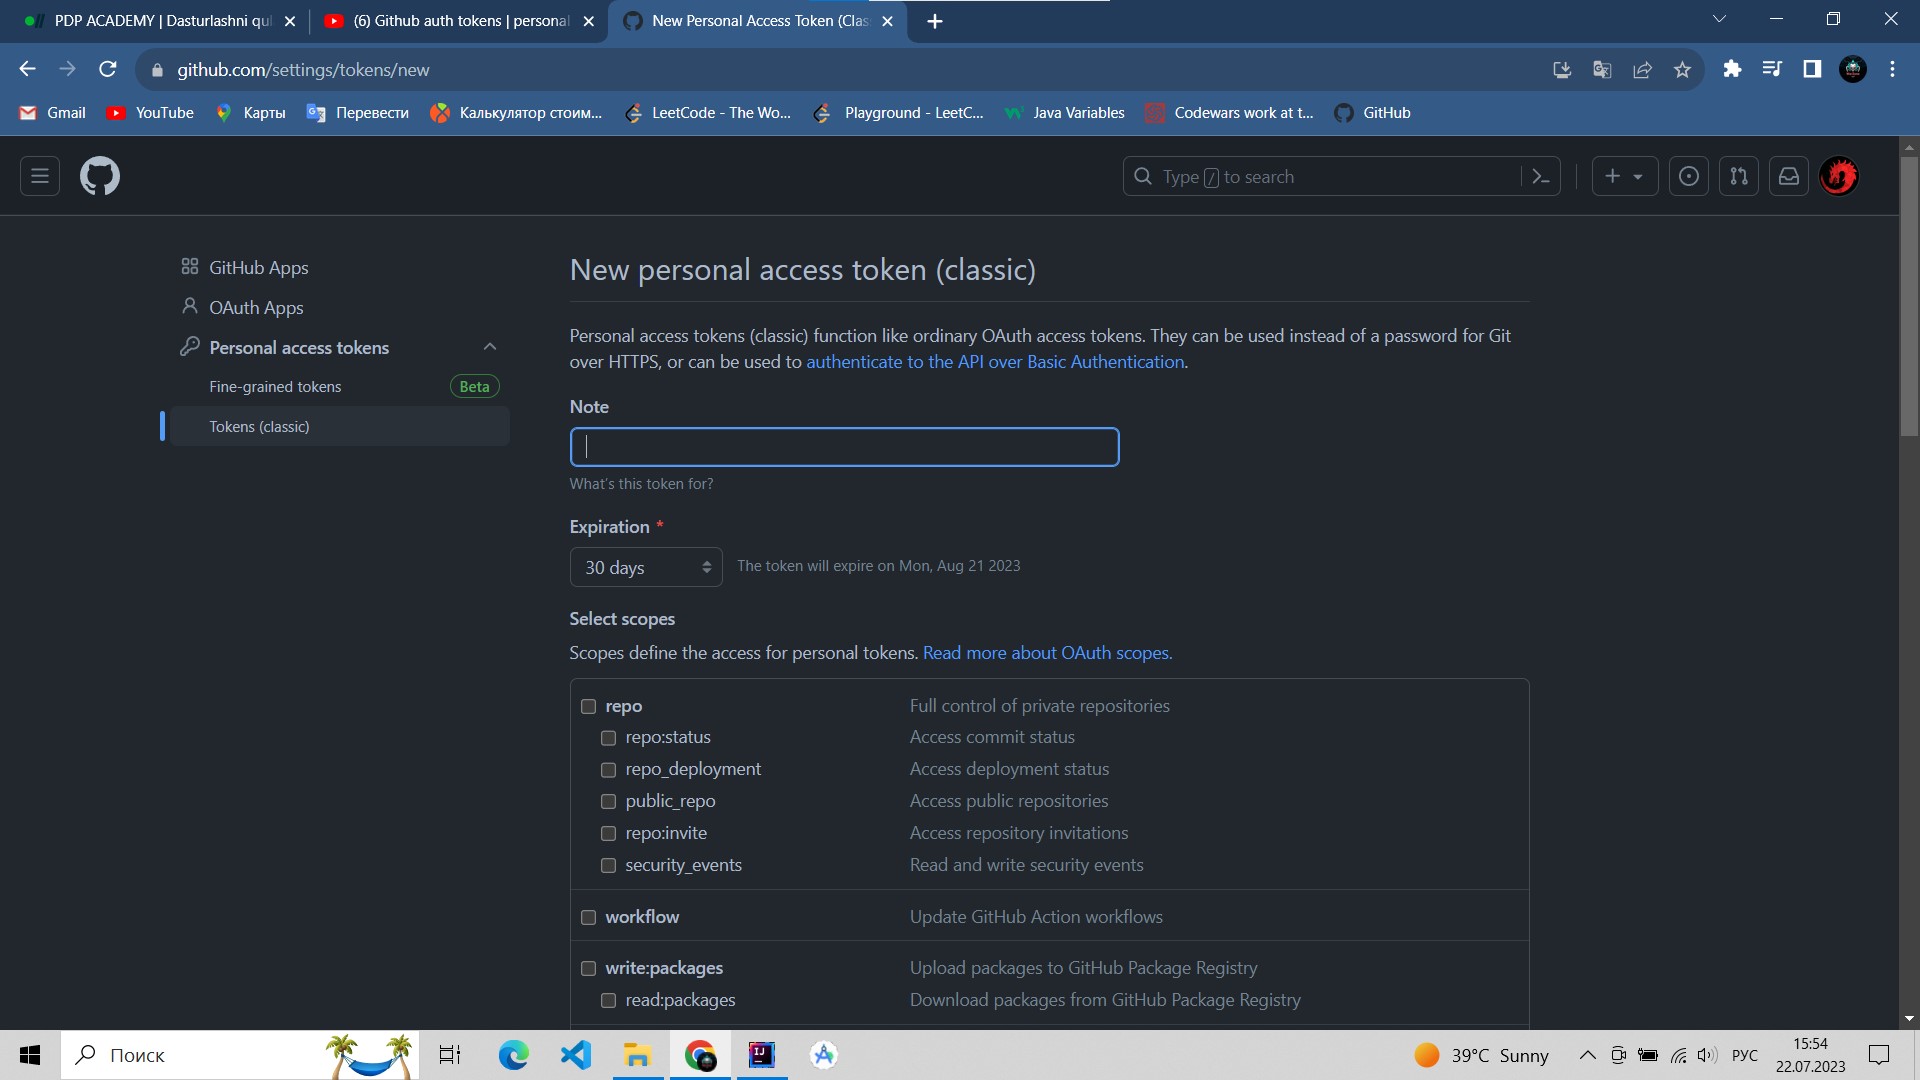 PDP ACADEMY | Dasturlashni qu
(6) Github auth tokens | personal
New Personal Access Token (Clas
github.com/settings/tokens/new
Gmail
YouTube
Карты
Перевести
Калькулятор стоим...
LeetCode - The Wo...
Playground - LeetC...
Java Variables
Codewars work at t...
GitHub
Type / to search
GitHub Apps
OAuth Apps
Personal access tokens
Fine-grained tokens
Beta
Tokens (classic)
New personal access token (classic)
Personal access tokens (classic) function like ordinary OAuth access tokens. They can be used instead of a password for Git
over HTTPS, or can be used to authenticate to the API over Basic Authentication.
Note
What's this token for?
Expiration *
30 days
The token will expire on Mon, Aug 21 2023
Select scopes
Scopes define the access for personal tokens. Read more about OAuth scopes.
repo Full control of private repositories
repo:status Access commit status
repo_deployment Access deployment status
public_repo Access public repositories
repo:invite Access repository invitations
security_events Read and write security events
workflow Update GitHub Action workflows
write:packages Upload packages to GitHub Package Registry
read:packages Download packages from GitHub Package Registry
Поиск
39°C Sunny
РУС
15:54
22.07.2023